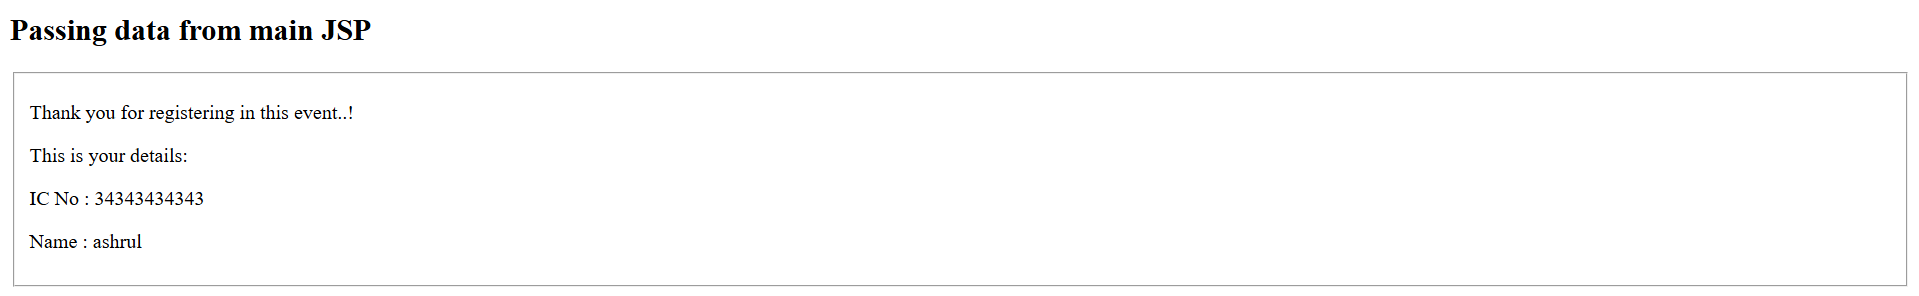 Passing data from main JSP
Thank you for registering in this event..!
This is your details:
IC No : 34343434343
Name : ashrul